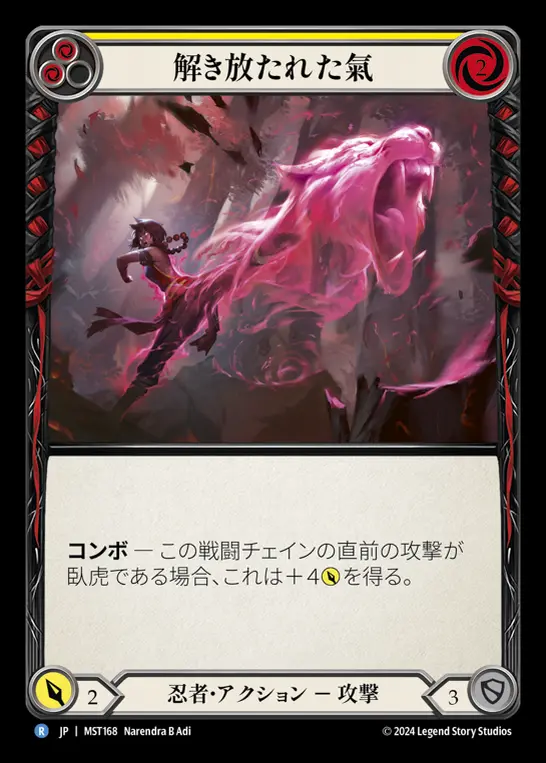 解き放たれた氣
2
コンボ — この戦闘チェインの直前の攻撃が
臥虎である場合、これは＋4を得る。
2
忍者・アクション － 攻撃
3
R JP | MST168 Narendra B Adi
© 2024 Legend Story Studios